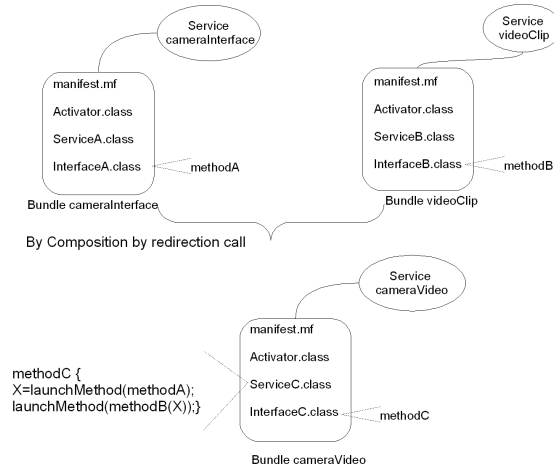 Service
cameraInterface
Service
videoClip
manifest.mf
Activator.class
ServiceA.class
InterfaceA.class
methodA
Bundle cameraInterface
manifest.mf
Activator.class
ServiceB.class
InterfaceB.class
methodB
Bundle videoClip
By Composition by redirection call
Service
cameraVideo
manifest.mf
Activator.class
ServiceC.class
InterfaceC.class
methodC
methodC {
X=launchMethod(methodA);
launchMethod(methodB(X));}
Bundle cameraVideo